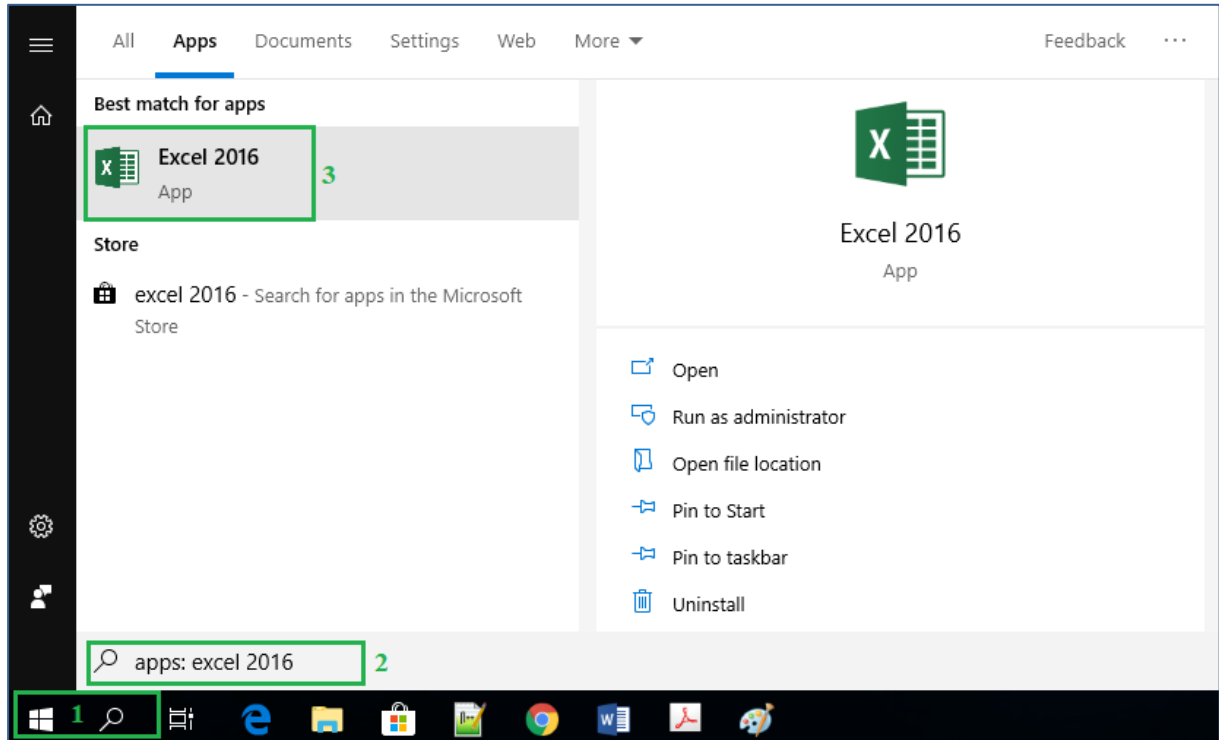 All Apps Documents Settings Web More Feedback ...
Best match for apps
Excel 2016
App
3
Store
excel 2016 - Search for apps in the Microsoft
Store
Excel 2016
App
Open
Run as administrator
Open file location
Pin to Start
Pin to taskbar
Uninstall
apps: excel 2016
2
1